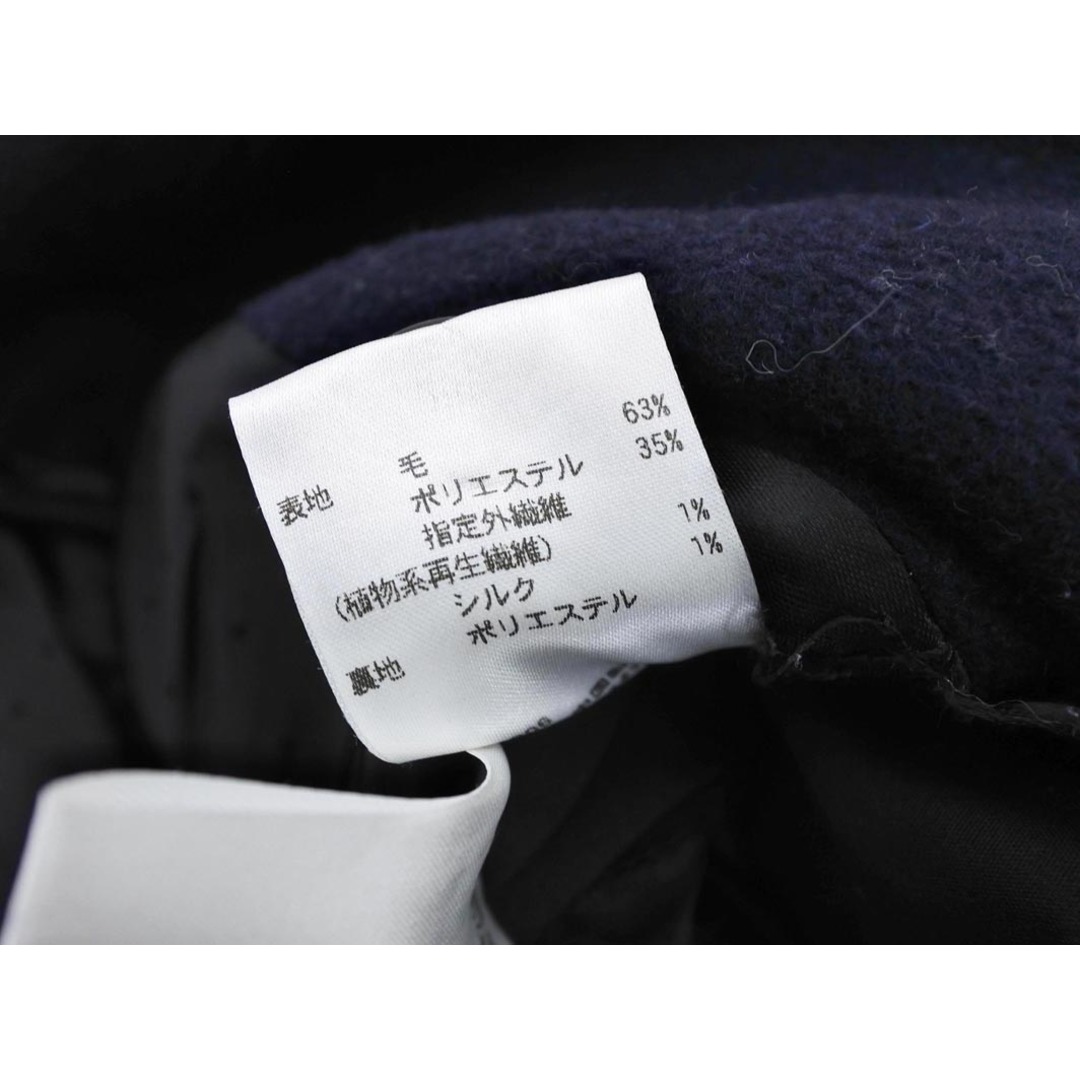 表地 毛 63%
ポリエステル 35%
指定外繊維
(植物系再生繊維) 1%
シルク 1%
裏地 ポリエステル